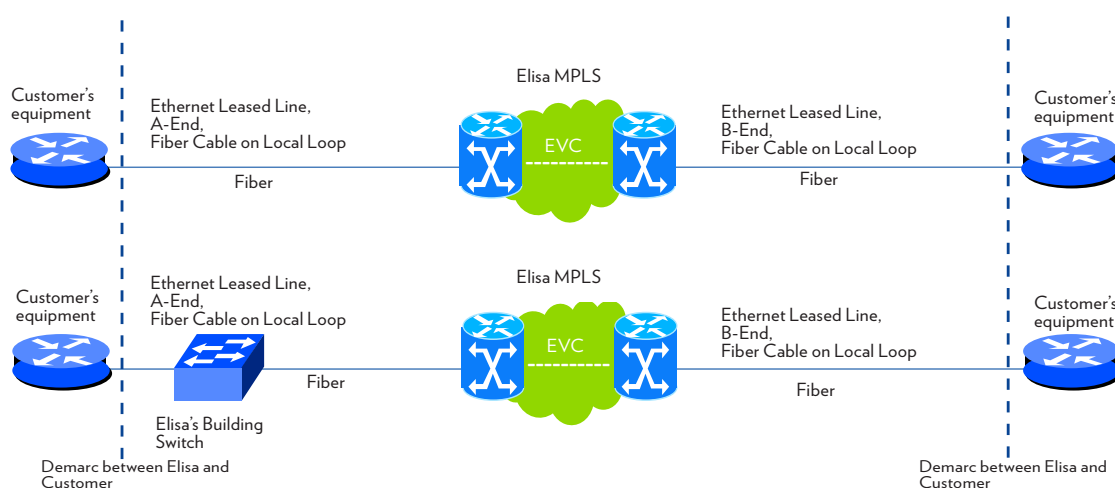 Elisa MPLS
Customer's
equipment
Ethernet Leased Line,
A-End,
Fiber Cable on Local Loop
EVC
Ethernet Leased Line,
B-End,
Fiber Cable on Local Loop
Customer's
equipment
Fiber
Fiber
Elisa MPLS
Customer's
equipment
Ethernet Leased Line,
A-End,
Fiber Cable on Local Loop
EVC
Ethernet Leased Line,
B-End,
Fiber Cable on Local Loop
Customer's
equipment
Fiber
Fiber
Elisa's Building
Switch
Demarc between Elisa and
Customer
Demarc between Elisa and
Customer